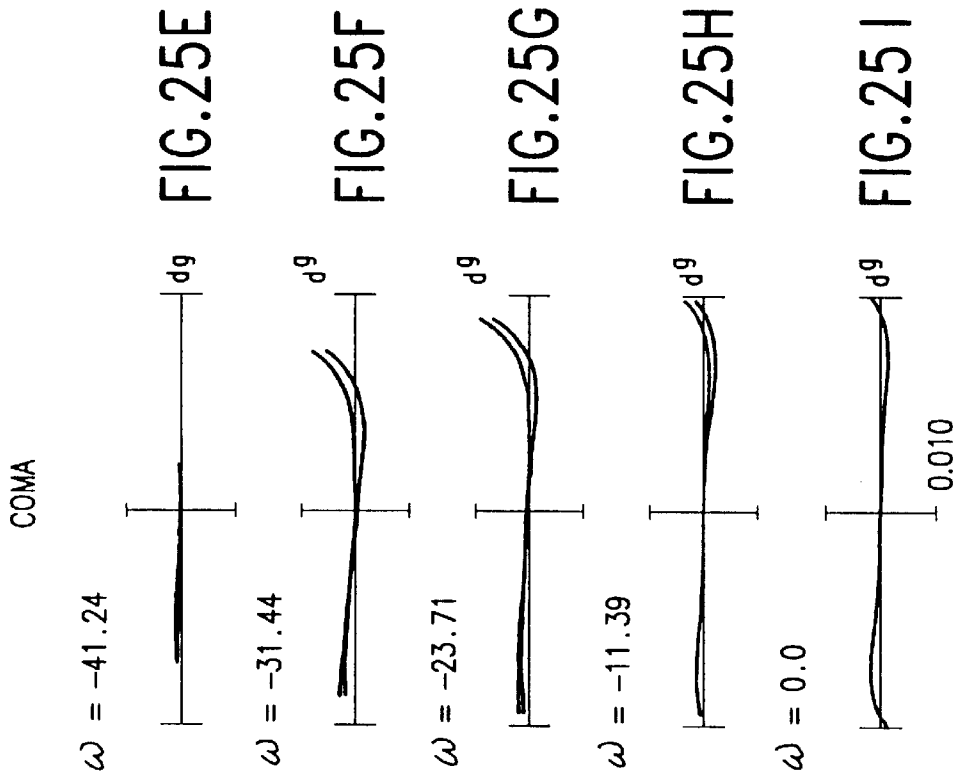 COMA
ω = -41.24
dg
FIG.25E
ω = -31.44
dg
FIG.25F
ω = -23.71
dg
FIG.25G
ω = -11.39
dg
FIG.25H
ω = 0.0
dg
0.010
FIG.25I